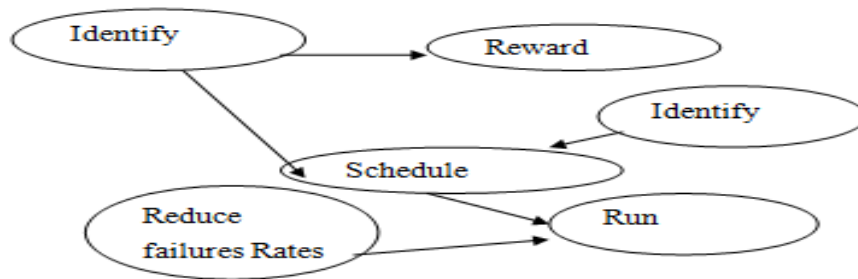 Identify
Reward
Identify
Schedule
Reduce
failures Rates
Run